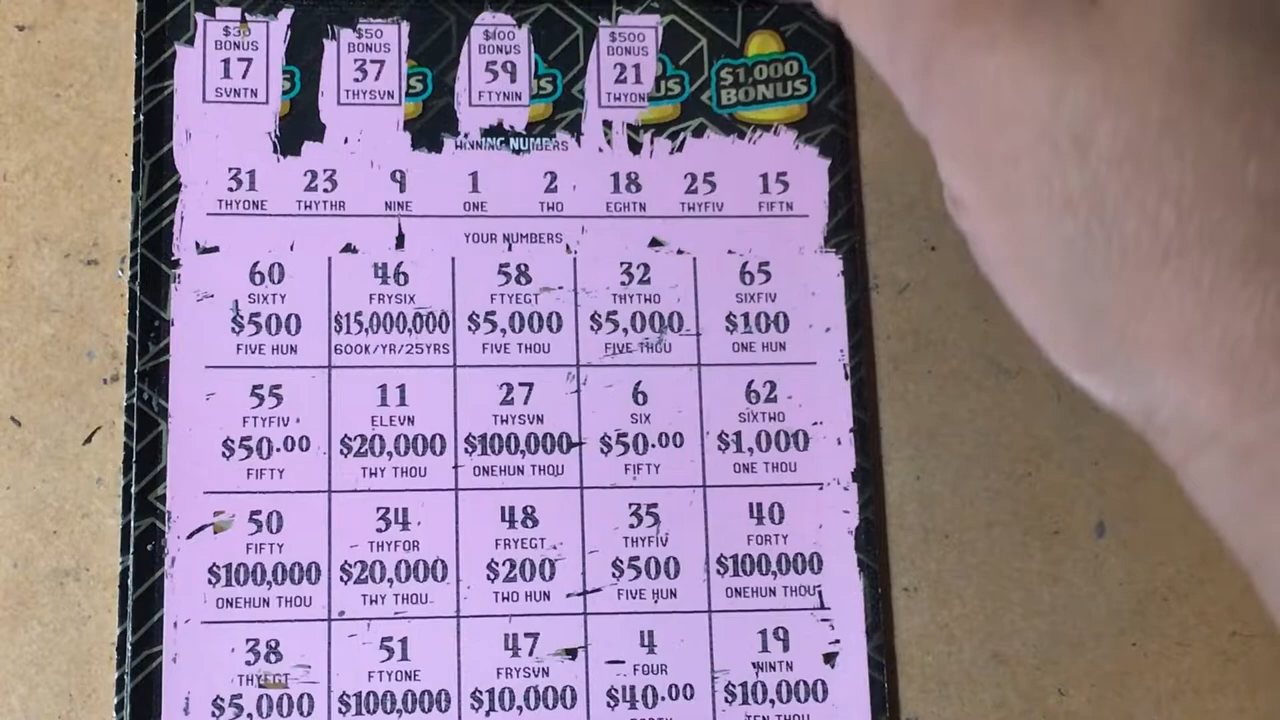 $30 $50 $100 $500
BONUS BONUS BONUS BONUS $1,000
17 37 59 21 BONUS
SVNTN THYSVN FTYNIN TWYON
WINNING NUMBERS
31 23 9 1 2 18 25 15
THYONE TWYTHR NINE ONE TWO EGHTN TWYFIV FIFTN
YOUR NUMBERS
60 46 58 32 65
SIXTY FRYSIX FTYEGT THYTWO SIXFIV
$500 $15,000,000 $5,000 $5,000 $100
FIVE HUN 600K/YR/25YRS FIVE THOU FIVE THOU ONE HUN
55 11 27 6 62
FTYFIV ELEVN TWYSVN SIX SIXTWO
$50.00 $20,000 $100,000 $50.00 $1,000
FIFTY TWY THOU ONEHUN THOU FIFTY ONE THOU
50 34 48 35 40
FIFTY THYFOR FRYEGT THYFIV FORTY
$100,000 $20,000 $200 $500 $100,000
ONEHUN THOU TWY THOU TWO HUN FIVE HUN ONEHUN THOU
38 51 47 4 19
THYEGT FTYONE FRYSVN FOUR NINTN
$5,000 $100,000 $10,000 $40.00 $10,000